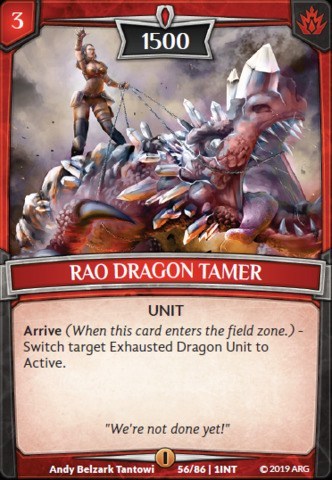 3
1500
RAO DRAGON TAMER
UNIT
Arrive (When this card enters the field zone.) -
Switch target Exhausted Dragon Unit to
Active.
"We're not done yet!"
1
Andy Belzark Tantowi 56/86 | 1INT © 2019 ARG